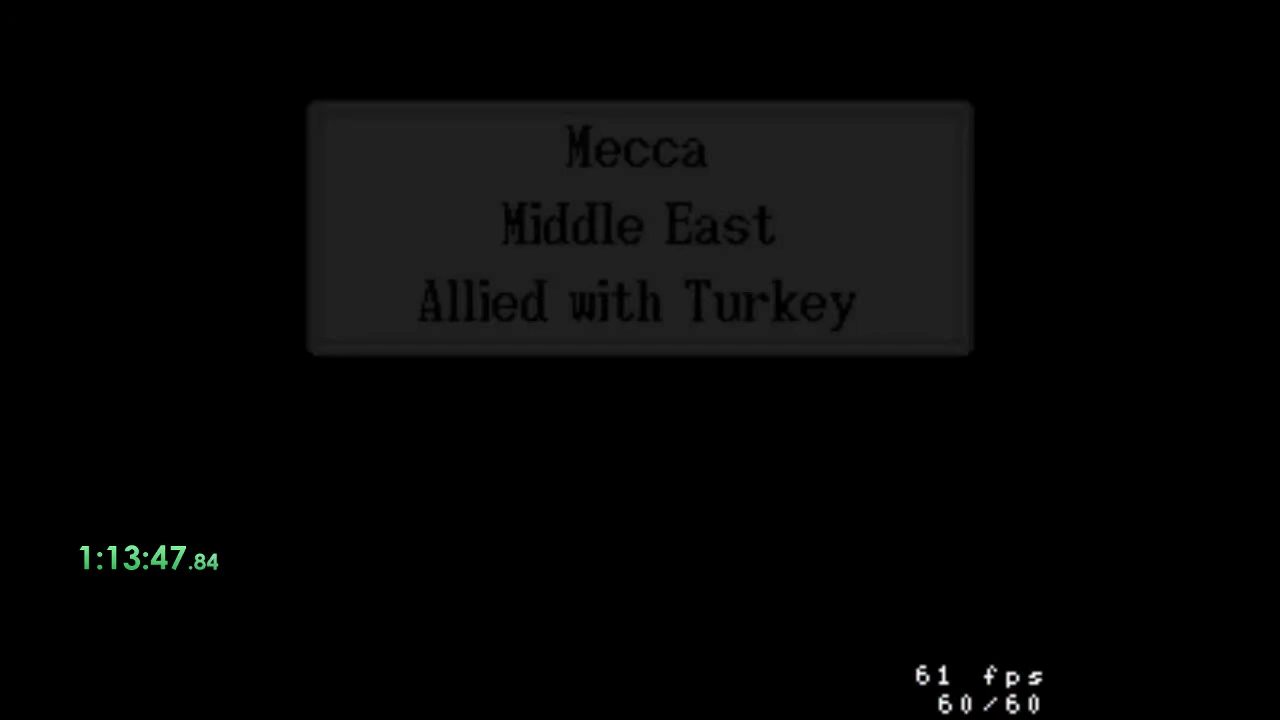 Mecca
Middle East
Allied with Turkey
1:13:47.84
61 fps
60/60